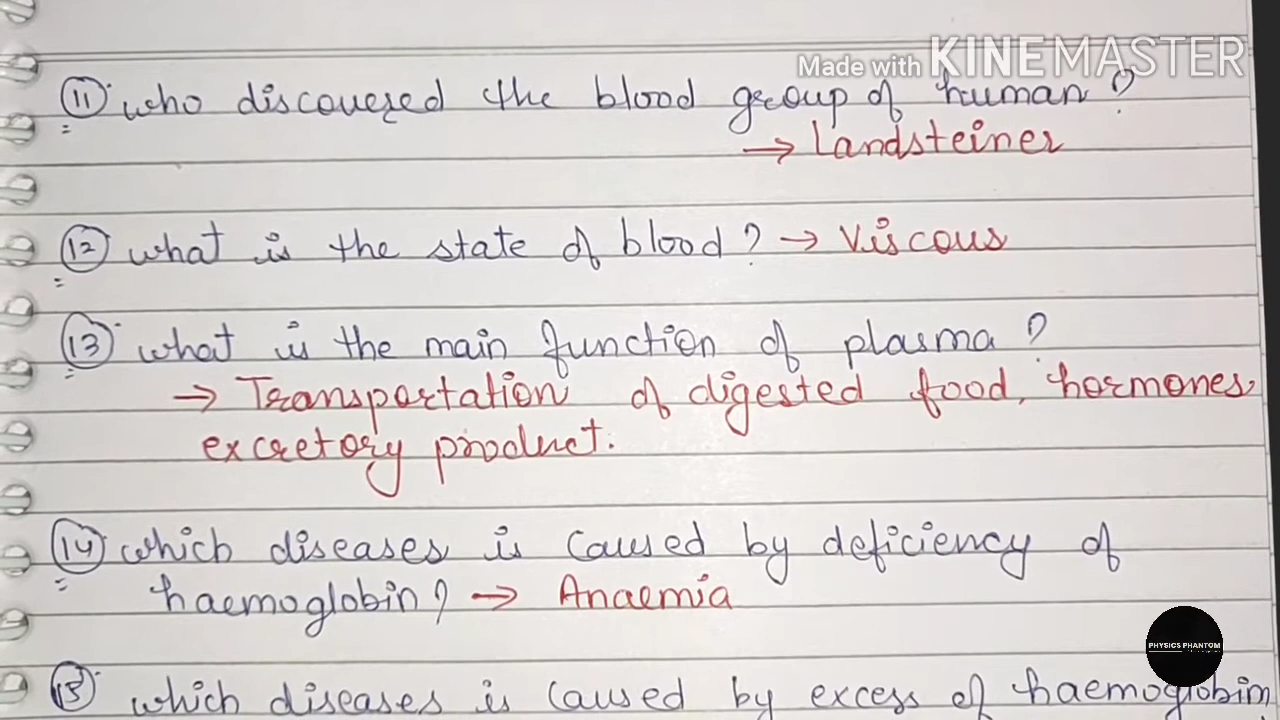 Made with KINEMASTER
11 who discovered the blood group of human?
→ Landsteiner
12 what is the state of blood? → Viscous
13 what is the main function of plasma?
→ Transportation of digested food, hormones,
excretory product.
14 which diseases is caused by deficiency of
haemoglobin? → Anaemia
PHYSICS PHANTOM
15 which diseases is caused by excess of haemoglobin